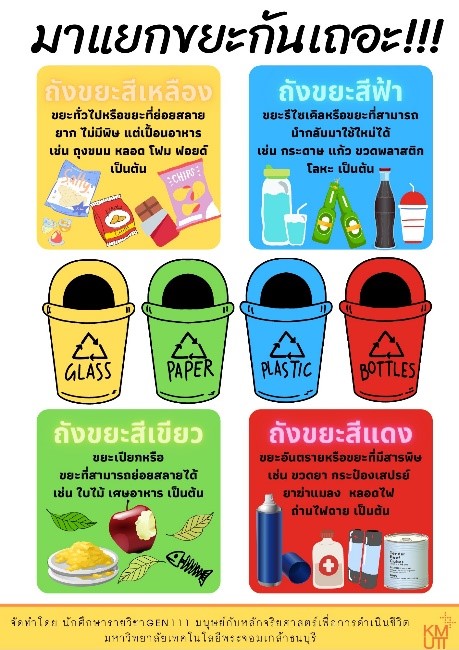 มาแยกขยะกันเถอะ!!!
ถังขยะสีเหลือง
ขยะทั่วไปหรือขยะที่ย่อยสลาย
ยาก ไม่มีพิษ แต่เปื้อนอาหาร
เช่น ถุงขนม หลอด โฟม ฟอยด์
เป็นต้น
CHIPS
ถังขยะสีฟ้า
ขยะรีไซเคิลหรือขยะที่สามารถ
นำกลับมาใช้ใหม่ได้
เช่น กระดาษ แก้ว ขวดพลาสติก
โลหะ เป็นต้น
GLASS
PAPER
PLASTIC
BOTTLES
ถังขยะสีเขียว
ขยะเปียกหรือ
ขยะที่สามารถย่อยสลายได้
เช่น ใบไม้ เศษอาหาร เป็นต้น
ถังขยะสีแดง
ขยะอันตรายหรือขยะที่มีสารพิษ
เช่น ขวดยา กระป๋องสเปรย์
ยาฆ่าแมลง หลอดไฟ
ถ่านไฟฉาย เป็นต้น
จัดทำโดย นักศึกษารายวิชาGEN111 มนุษย์กับหลักจริยศาสตร์เพื่อการดำเนินชีวิต
มหาวิทยาลัยเทคโนโลยีพระจอมเกล้าธนบุรี
KM
UTT